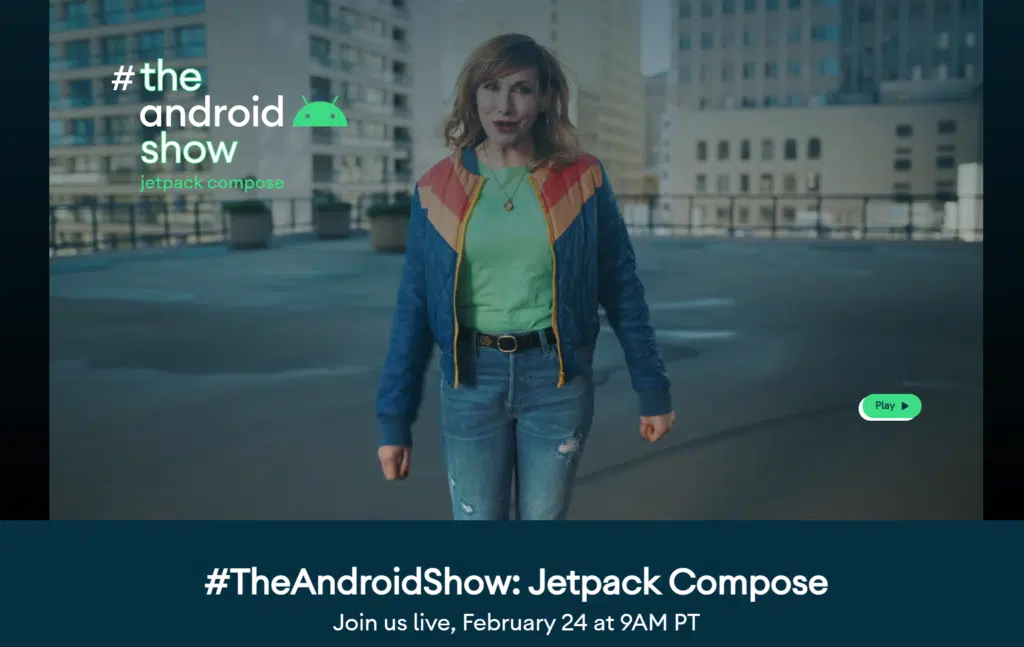 # the
android
show
jetpack compose
Play
#TheAndroidShow: Jetpack Compose
Join us live, February 24 at 9AM PT